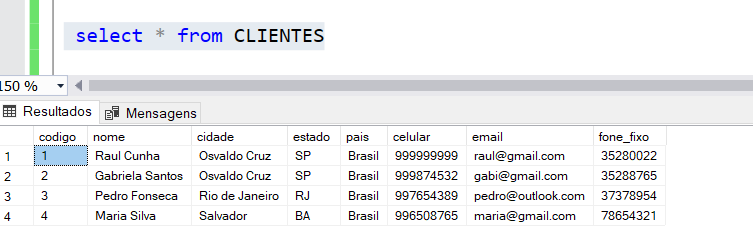 select * from CLIENTES
150 %
Resultados Mensagens
codigo nome cidade estado pais celular email fone_fixo
1 1 Raul Cunha Osvaldo Cruz SP Brasil 999999999 raul@gmail.com 35280022
2 2 Gabriela Santos Osvaldo Cruz SP Brasil 999874532 gabi@gmail.com 35288765
3 3 Pedro Fonseca Rio de Janeiro RJ Brasil 997654389 pedro@outlook.com 37378954
4 4 Maria Silva Salvador BA Brasil 996508765 maria@gmail.com 78654321